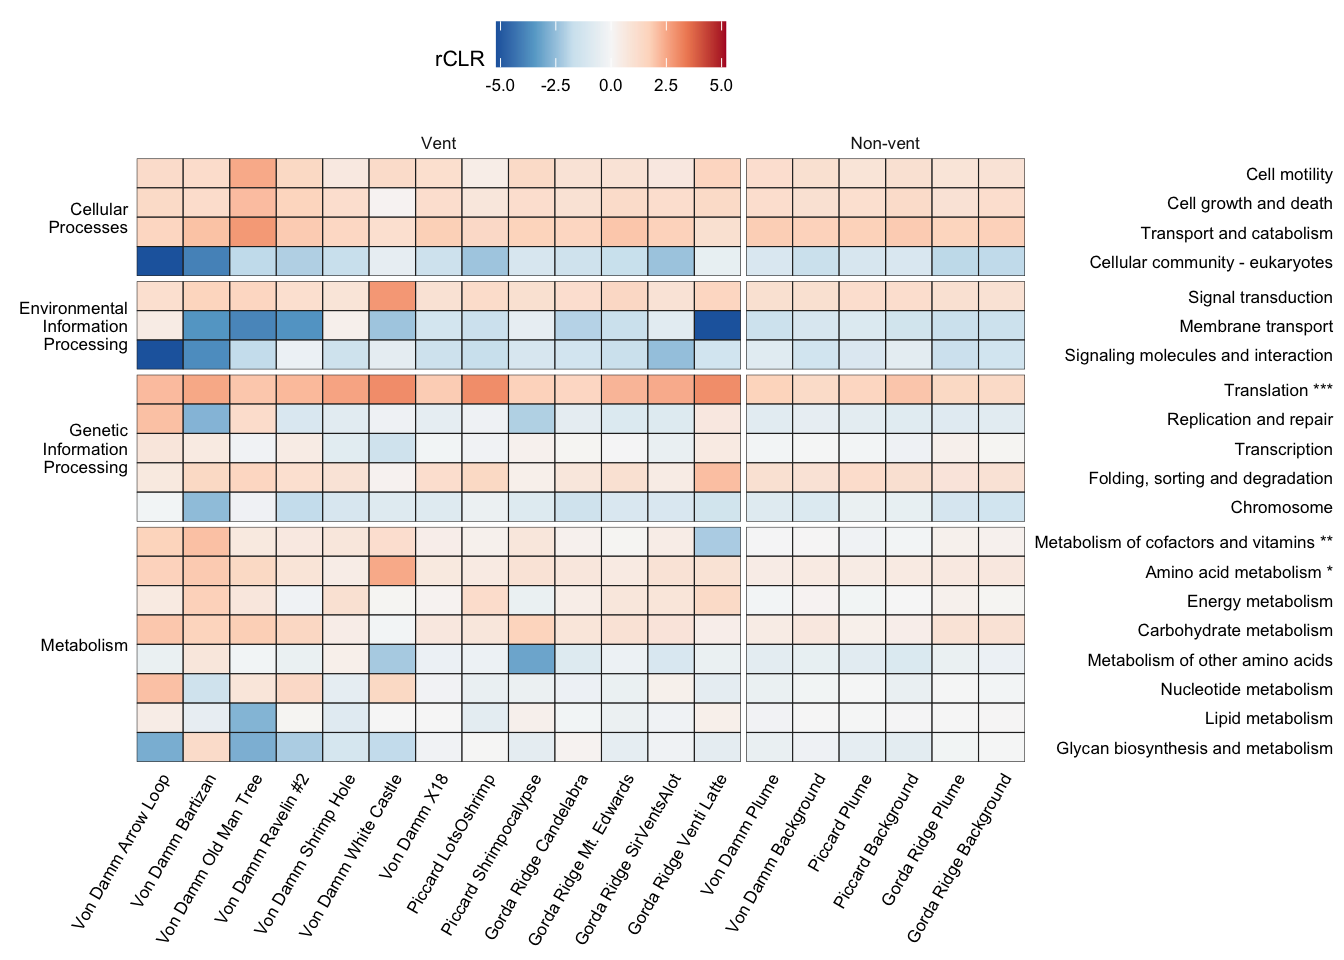 rCLR
-5.0 -2.5 0.0 2.5 5.0
Vent
Non-vent
Cellular
Processes
Environmental
Information
Processing
Genetic
Information
Processing
Metabolism
Cell motility
Cell growth and death
Transport and catabolism
Cellular community - eukaryotes
Signal transduction
Membrane transport
Signaling molecules and interaction
Translation ***
Replication and repair
Transcription
Folding, sorting and degradation
Chromosome
Metabolism of cofactors and vitamins **
Amino acid metabolism *
Energy metabolism
Carbohydrate metabolism
Metabolism of other amino acids
Nucleotide metabolism
Lipid metabolism
Glycan biosynthesis and metabolism
Von Damm Arrow Loop
Von Damm Bartizan
Von Damm Old Man Tree
Von Damm Ravelin #2
Von Damm Shrimp Hole
Von Damm White Castle
Von Damm X18
Piccard LotsOshrimp
Piccard Shrimpocalypse
Gorda Ridge Candelabra
Gorda Ridge Mt. Edwards
Gorda Ridge SirVentsAlot
Gorda Ridge Venti Latte
Von Damm Plume
Von Damm Background
Piccard Plume
Piccard Background
Gorda Ridge Plume
Gorda Ridge Background